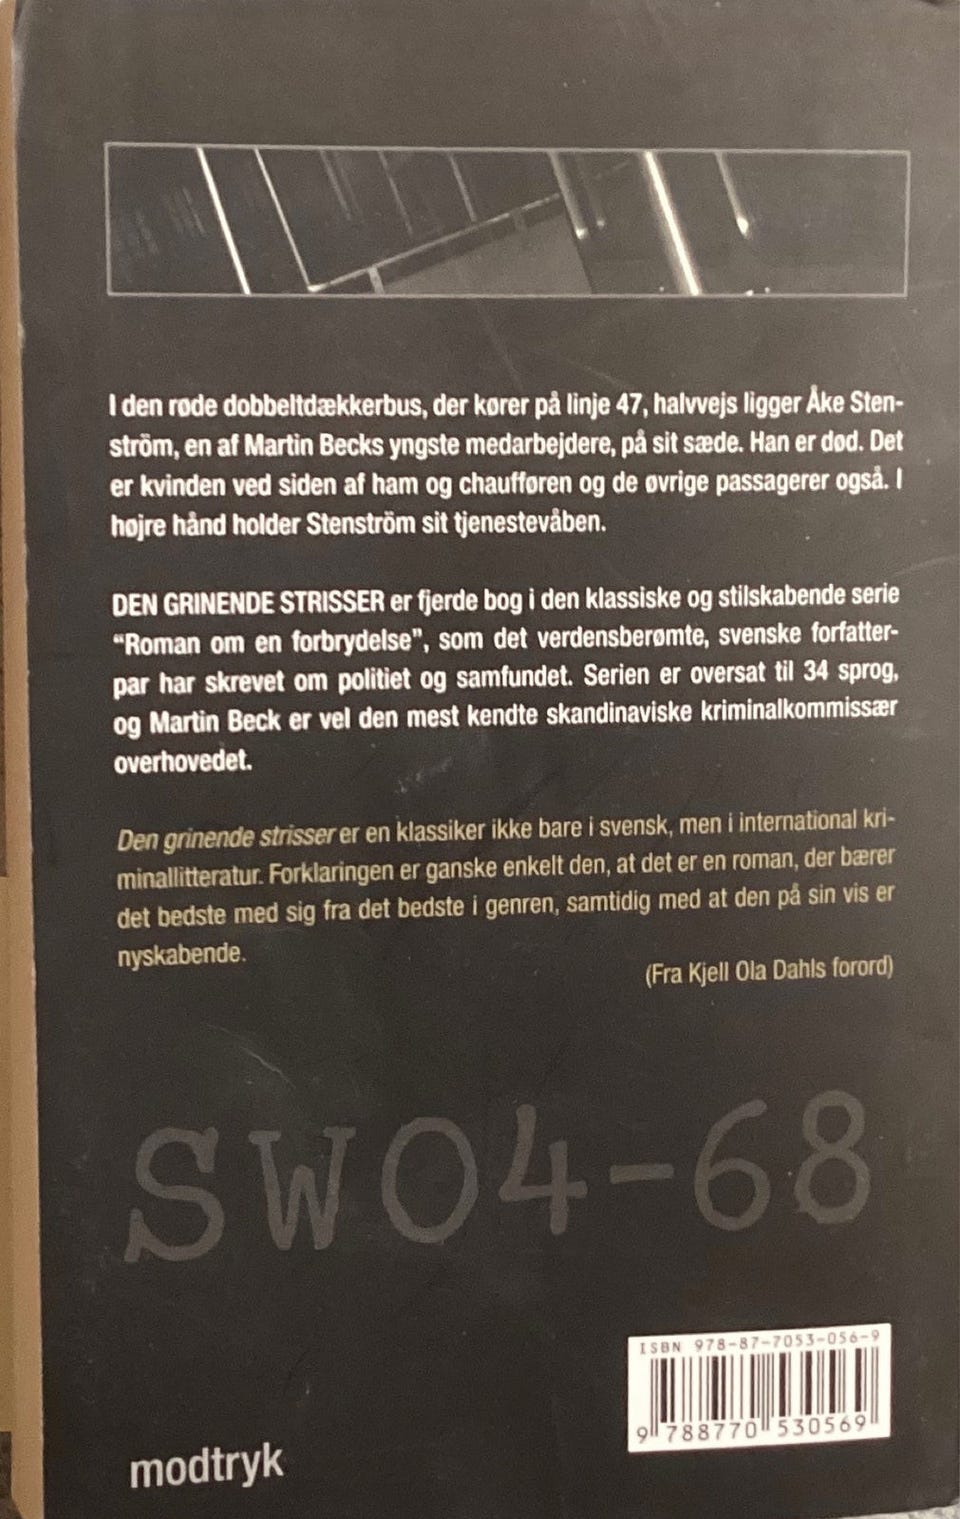 I den røde dobbeltdækkerbus, der kører på linje 47, halvvejs ligger Åke Sten-
ström, en af Martin Becks yngste medarbejdere, på sit sæde. Han er død. Det
er kvinden ved siden af ham og chaufføren og de øvrige passagerer også. I
højre hånd holder Stenström sit tjenestevåben.
DEN GRINENDE STRISSER er fjerde bog i den klassiske og stilskabende serie
“Roman om en forbrydelse”, som det verdensberømte, svenske forfatter-
par har skrevet om politiet og samfundet. Serien er oversat til 34 sprog,
og Martin Beck er vel den mest kendte skandinaviske kriminalkommissær
overhovedet.
Den grinende strisser er en klassiker ikke bare i svensk, men i international kri-
minallitteratur. Forklaringen er ganske enkelt den, at det er en roman, der bærer
det bedste med sig fra det bedste i genren, samtidig med at den på sin vis er
nyskabende.
(Fra Kjell Ola Dahls forord)
SW04-68
ISBN 978-87-7053-056-9
9 788770 530569
modtryk